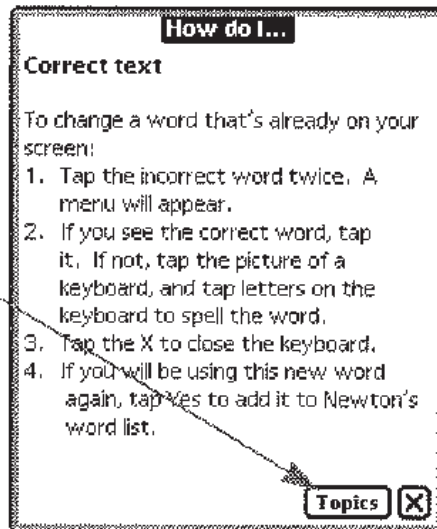 How do I...
Correct text
To change a word that's already on your
screen:
1. Tap the incorrect word twice. A
menu will appear.
2. If you see the correct word, tap
it. If not, tap the picture of a
keyboard, and tap letters on the
keyboard to spell the word.
3. Tap the X to close the keyboard.
4. If you will be using this new word
again, tap Yes to add it to Newton's
word list.
Topics X